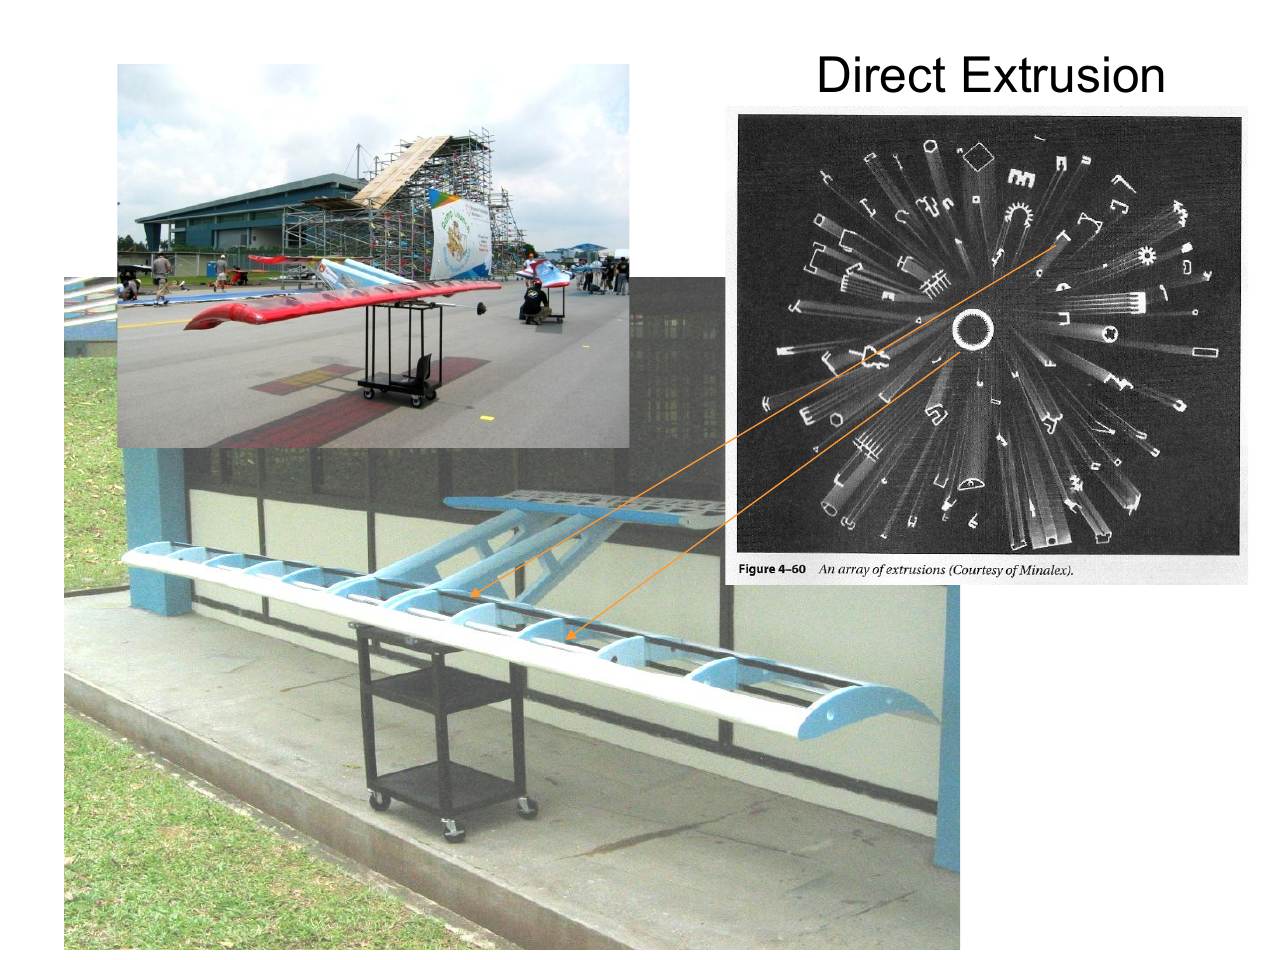 Direct Extrusion
Figure 4–60 An array of extrusions (Courtesy of Minalex).